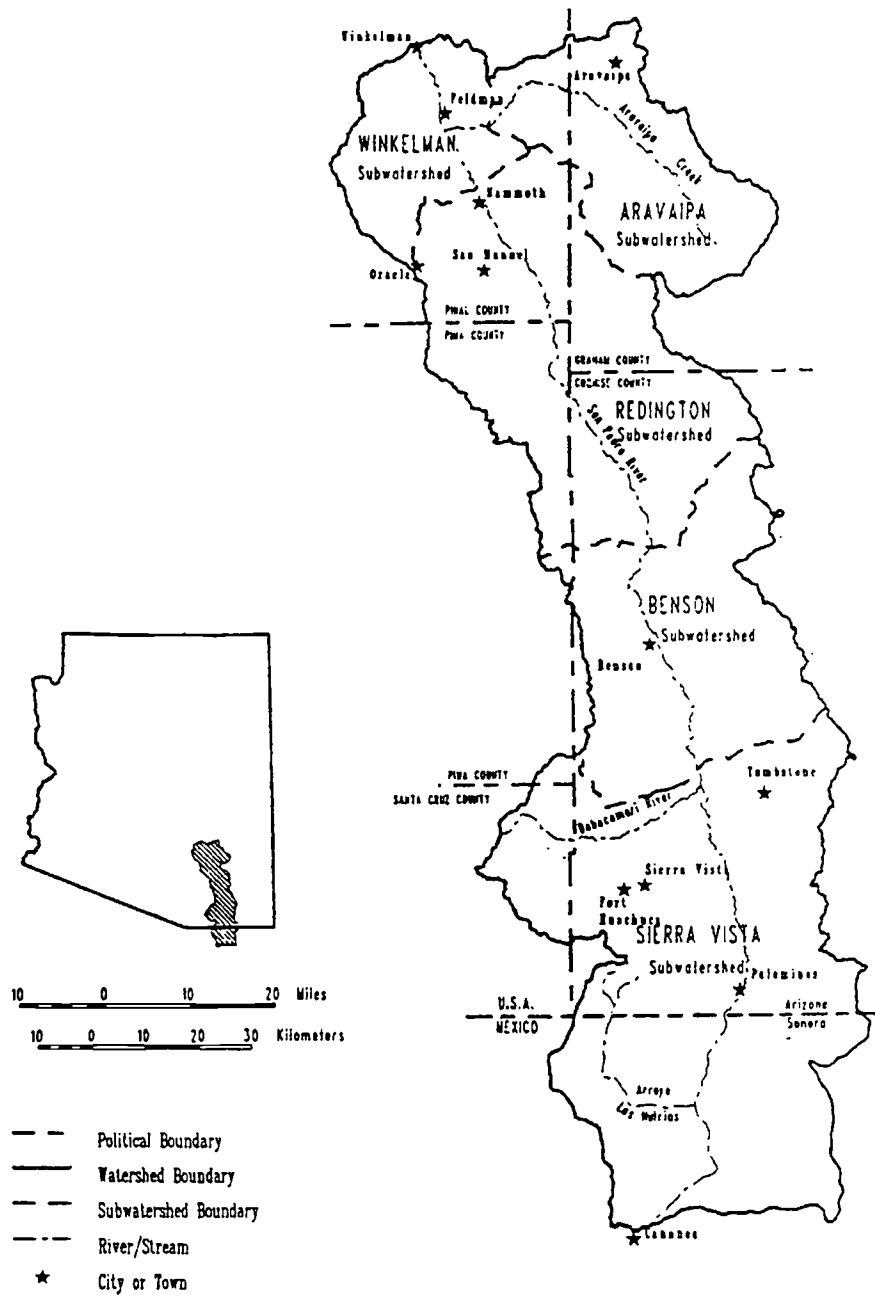 Winkelman
Aravaipa
Feldman
Aravaipa
Creek
WINKELMAN
Subwatershed
Mammoth
ARAVAIPA
Subwatershed
San Manuel
Oracle
PINAL COUNTY
PIMA COUNTY
GRAHAM COUNTY
COCHISE COUNTY
REDINGTON
Subwatershed
San Pedro River
BENSON
Subwatershed
Benson
PIMA COUNTY
SANTA CRUZ COUNTY
Tombstone
Babacomari River
Sierra Vista
Fort
Huachuca
SIERRA VISTA
Subwatershed
Palominas
U.S.A.
MEXICO
Arizona
Sonora
Arroyo
Las Nutrias
Cananea
10 0 10 20 Miles
10 0 10 20 30 Kilometers
Political Boundary
Watershed Boundary
Subwatershed Boundary
River/Stream
City or Town